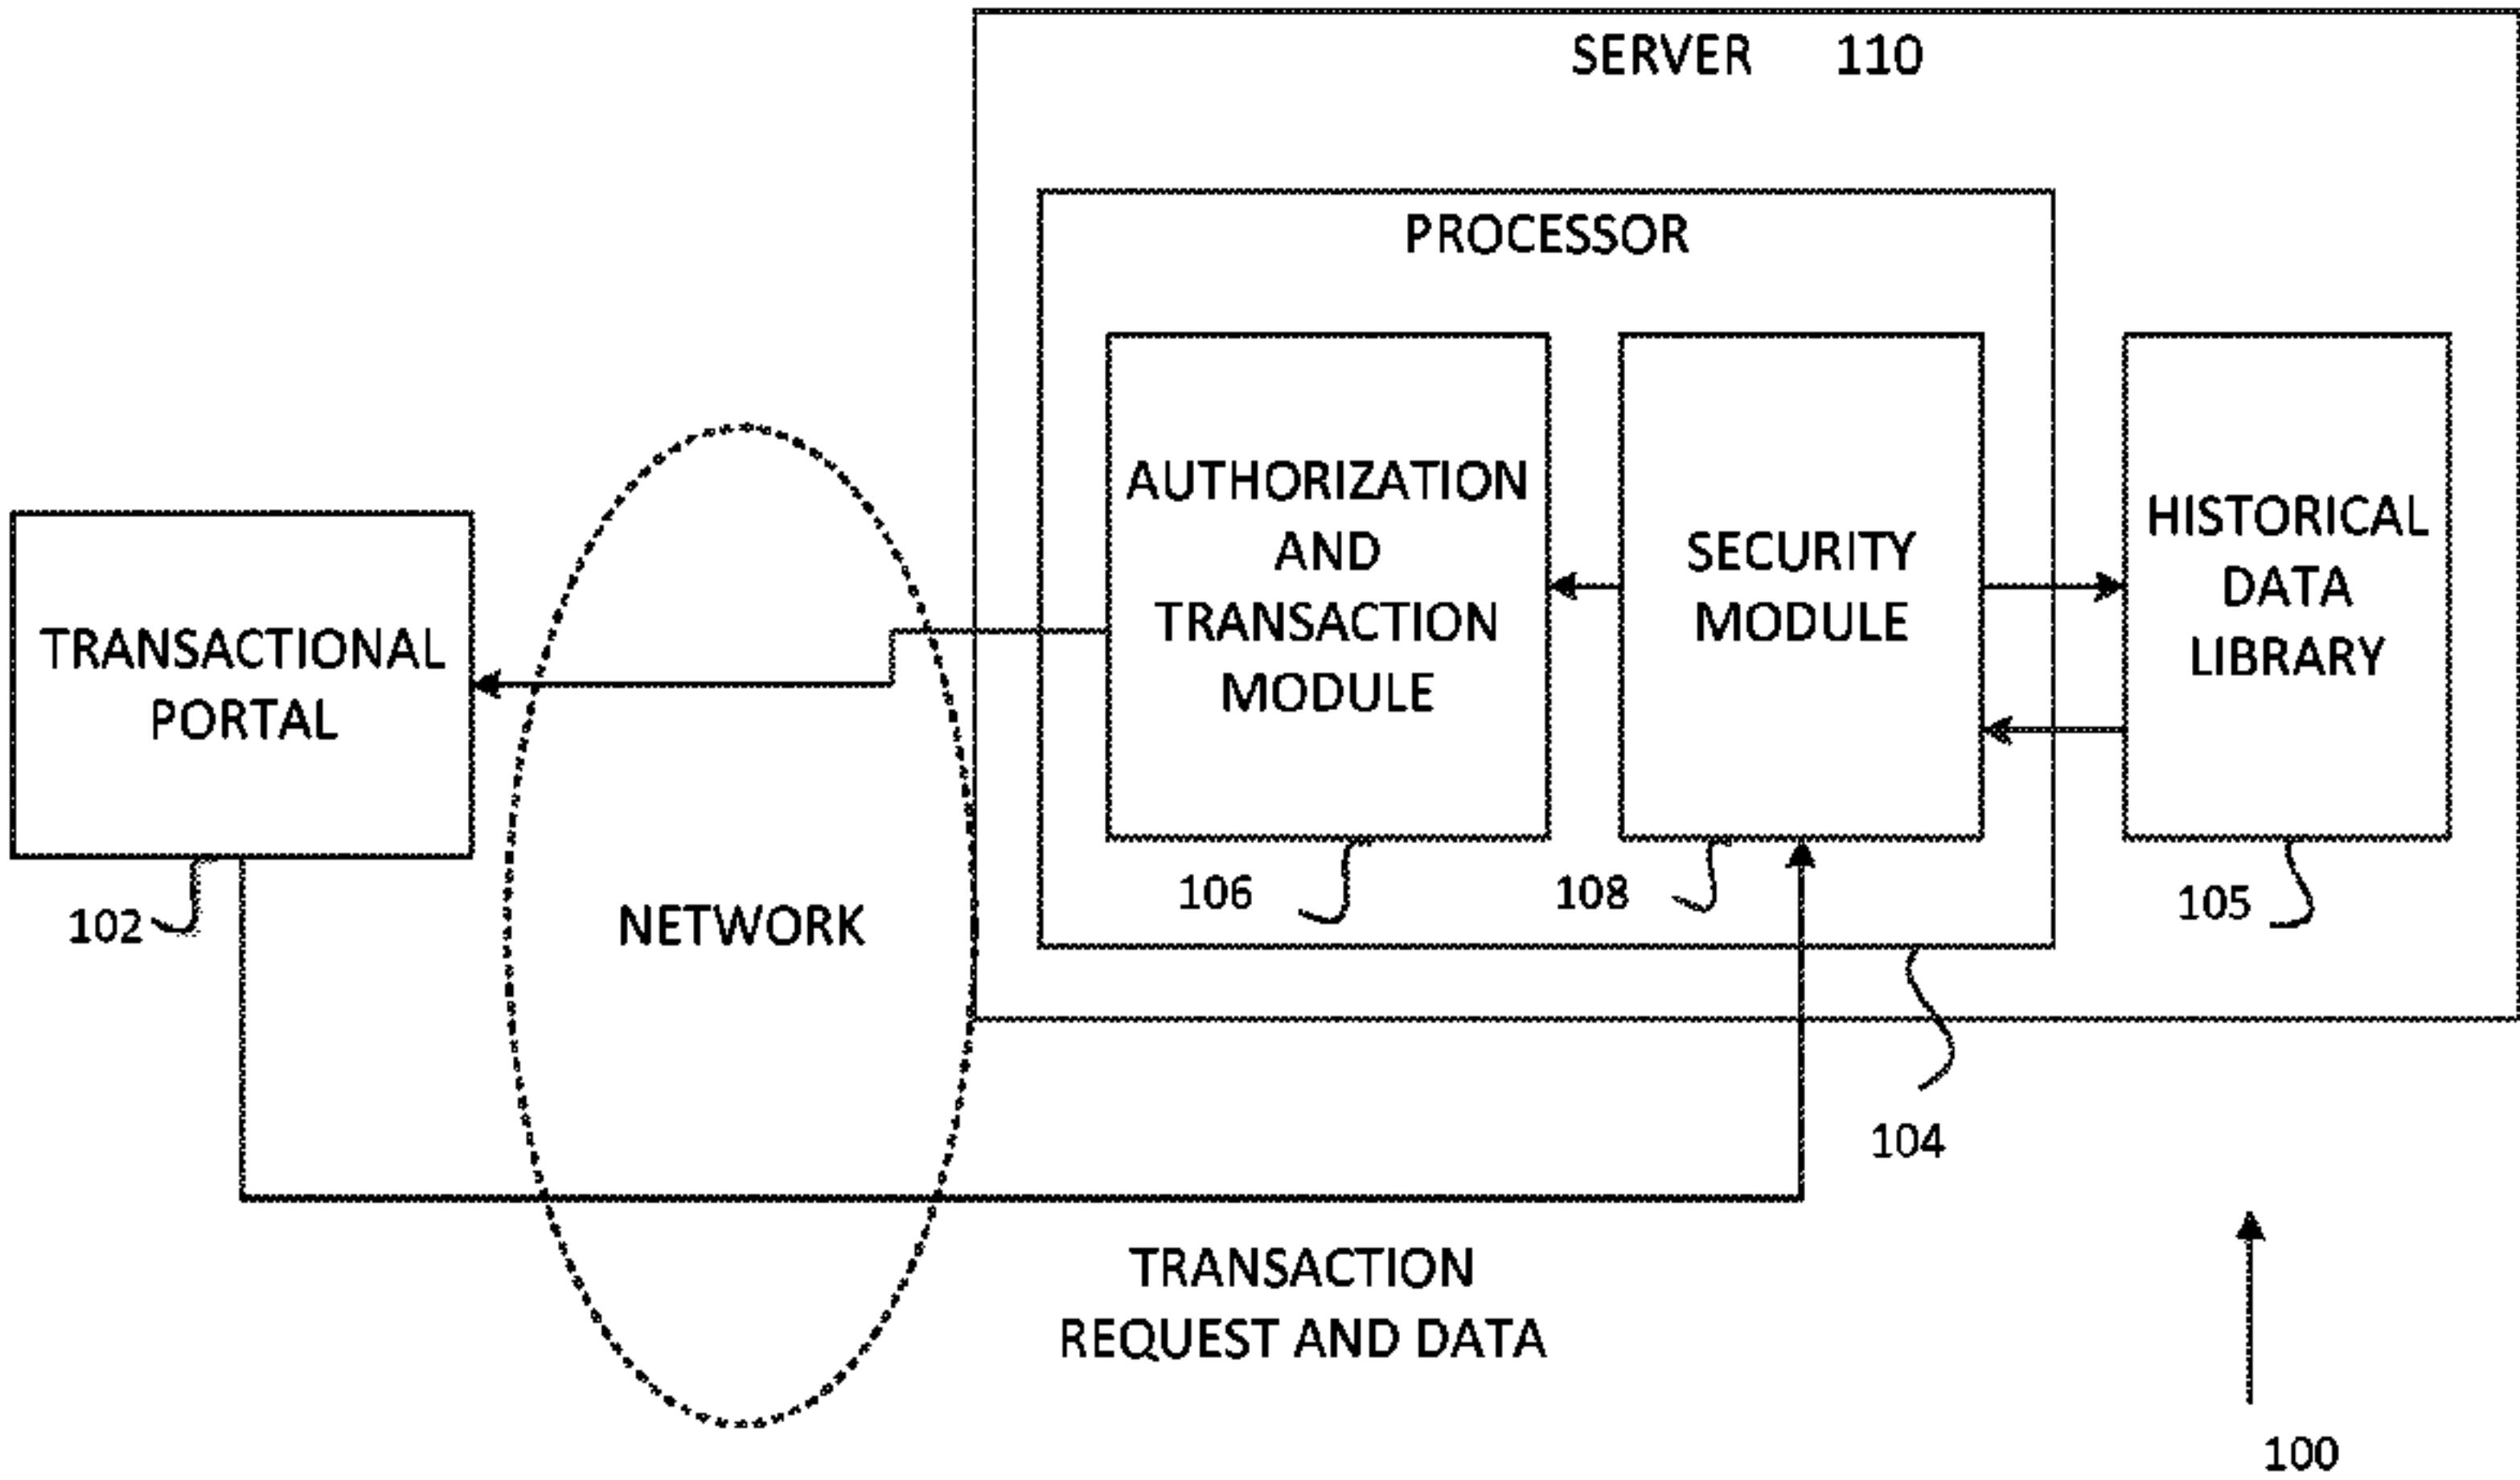 SERVER 110
PROCESSOR
AUTHORIZATION
AND
TRANSACTION
MODULE
SECURITY
MODULE
HISTORICAL
DATA
LIBRARY
TRANSACTIONAL
PORTAL
106
108
105
102
NETWORK
104
TRANSACTION
REQUEST AND DATA
100